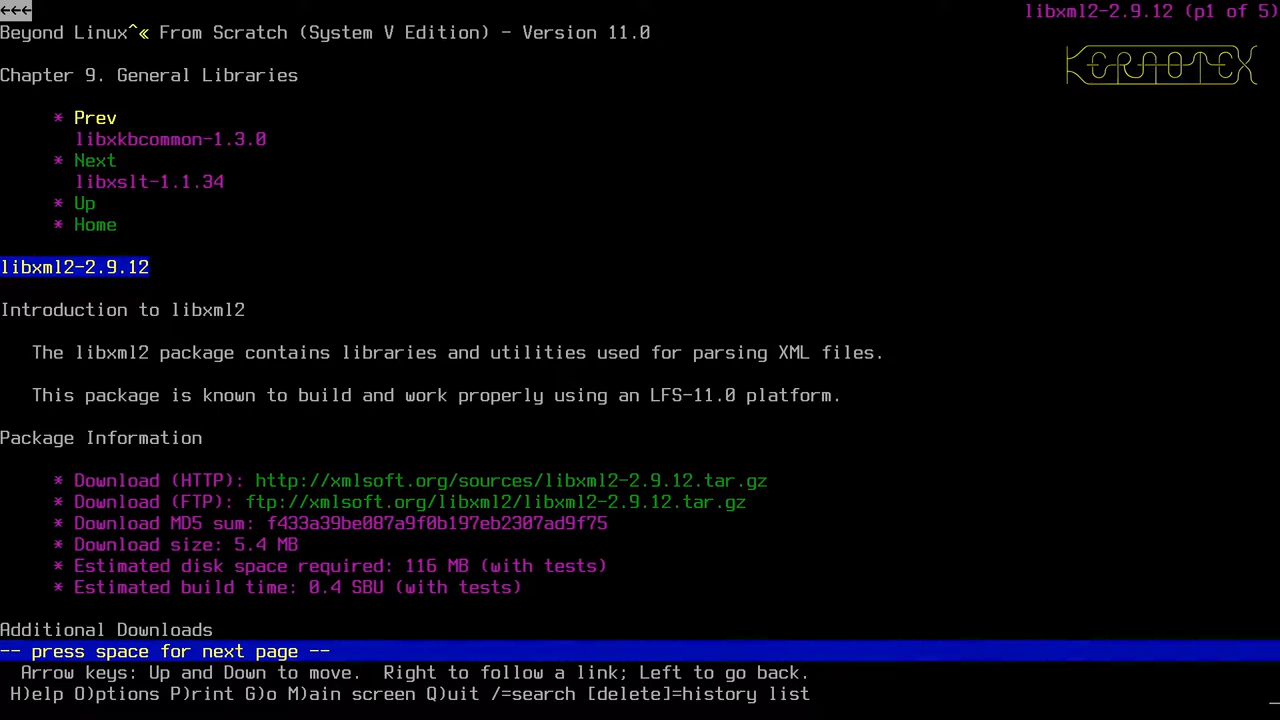 ←←←
libxml2-2.9.12 (p1 of 5)
Beyond Linux^« From Scratch (System V Edition) - Version 11.0
KERAOTEX
Chapter 9. General Libraries
* Prev
libxkbcommon-1.3.0
* Next
libxslt-1.1.34
* Up
* Home
libxml2-2.9.12
Introduction to libxml2
The libxml2 package contains libraries and utilities used for parsing XML files.
This package is known to build and work properly using an LFS-11.0 platform.
Package Information
* Download (HTTP): http://xmlsoft.org/sources/libxml2-2.9.12.tar.gz
* Download (FTP): ftp://xmlsoft.org/libxml2/libxml2-2.9.12.tar.gz
* Download MD5 sum: f433a39be087a9f0b197eb2307ad9f75
* Download size: 5.4 MB
* Estimated disk space required: 116 MB (with tests)
* Estimated build time: 0.4 SBU (with tests)
Additional Downloads
-- press space for next page --
Arrow keys: Up and Down to move.  Right to follow a link; Left to go back.
H)elp O)ptions P)rint G)o M)ain screen Q)uit /=search [delete]=history list